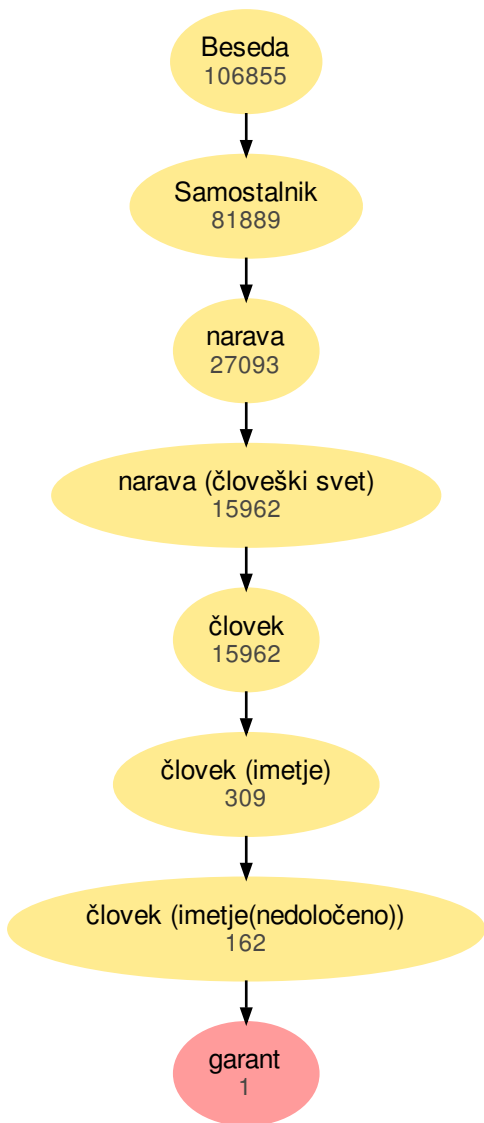 Beseda
106855
Samostalnik
81889
narava
27093
narava (človeški svet)
15962
človek
15962
človek (imetje)
309
človek (imetje(nedoločeno))
162
garant
1